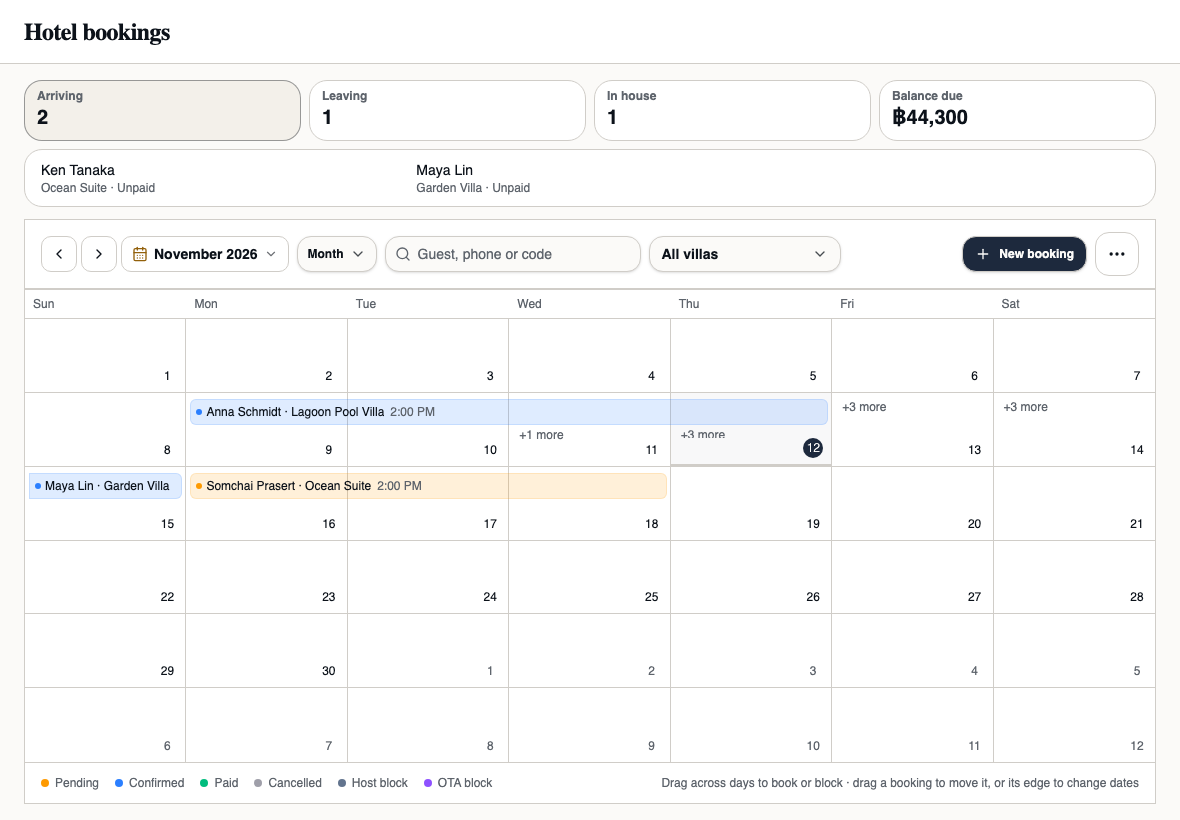 Hotel bookings
Arriving
2
Leaving
1
In house
1
Balance due
฿44,300
Ken Tanaka
Ocean Suite · Unpaid
Maya Lin
Garden Villa · Unpaid
November 2026
Month
Guest, phone or code
All villas
New booking
Sun Mon Tue Wed Thu Fri Sat
1 2 3 4 5 6 7
Anna Schmidt · Lagoon Pool Villa 2:00 PM
+3 more
+3 more
+1 more
+3 more
8 9 10 11 12 13 14
Maya Lin · Garden Villa
Somchai Prasert · Ocean Suite 2:00 PM
15 16 17 18 19 20 21
22 23 24 25 26 27 28
29 30 1 2 3 4 5
6 7 8 9 10 11 12
Pending Confirmed Paid Cancelled Host block OTA block
Drag across days to book or block · drag a booking to move it, or its edge to change dates